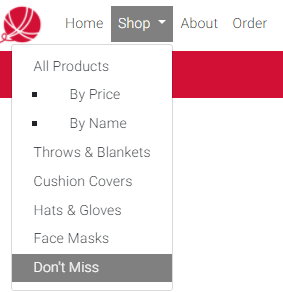 Home Shop About Order
All Products
By Price
By Name
Throws & Blankets
Cushion Covers
Hats & Gloves
Face Masks
Don't Miss